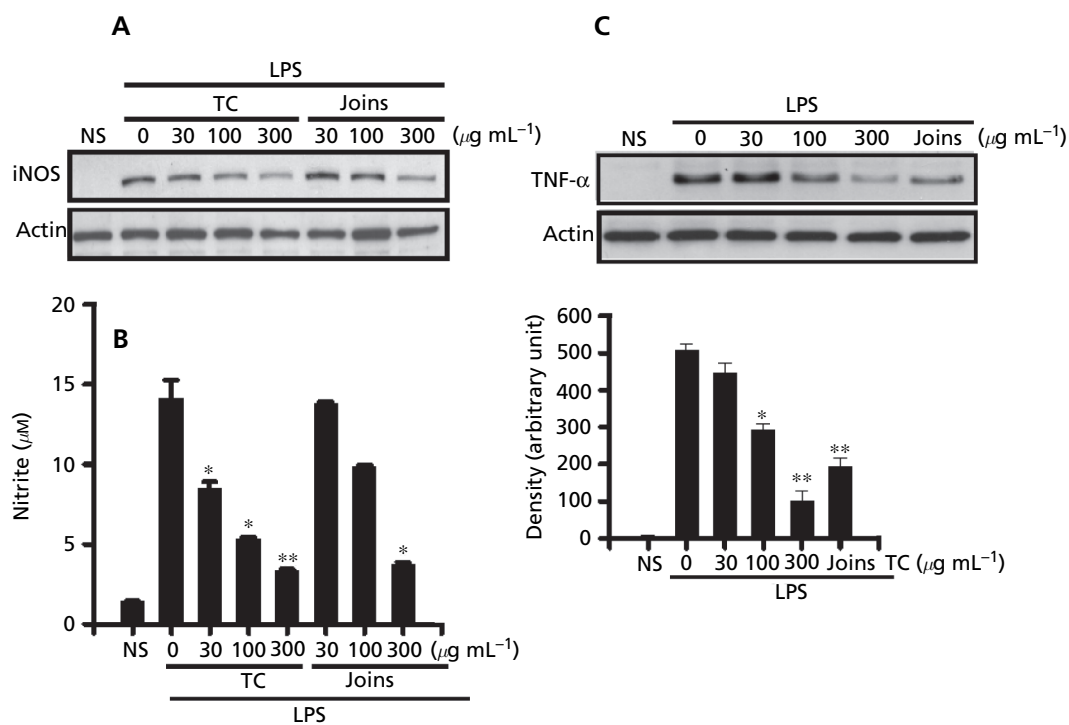 A
LPS
TC Joins
NS 0 30 100 300 30 100 300 (μg mL⁻¹)
iNOS
Actin
B
20
15
10
5
0
Nitrite (μM)
* * ** *
NS 0 30 100 300 30 100 300 (μg mL⁻¹)
TC Joins
LPS
C
LPS
NS 0 30 100 300 Joins (μg mL⁻¹)
TNF-α
Actin
600
500
400
300
200
100
0
Density (arbitrary unit)
* ** **
NS 0 30 100 300 Joins TC (μg mL⁻¹)
LPS